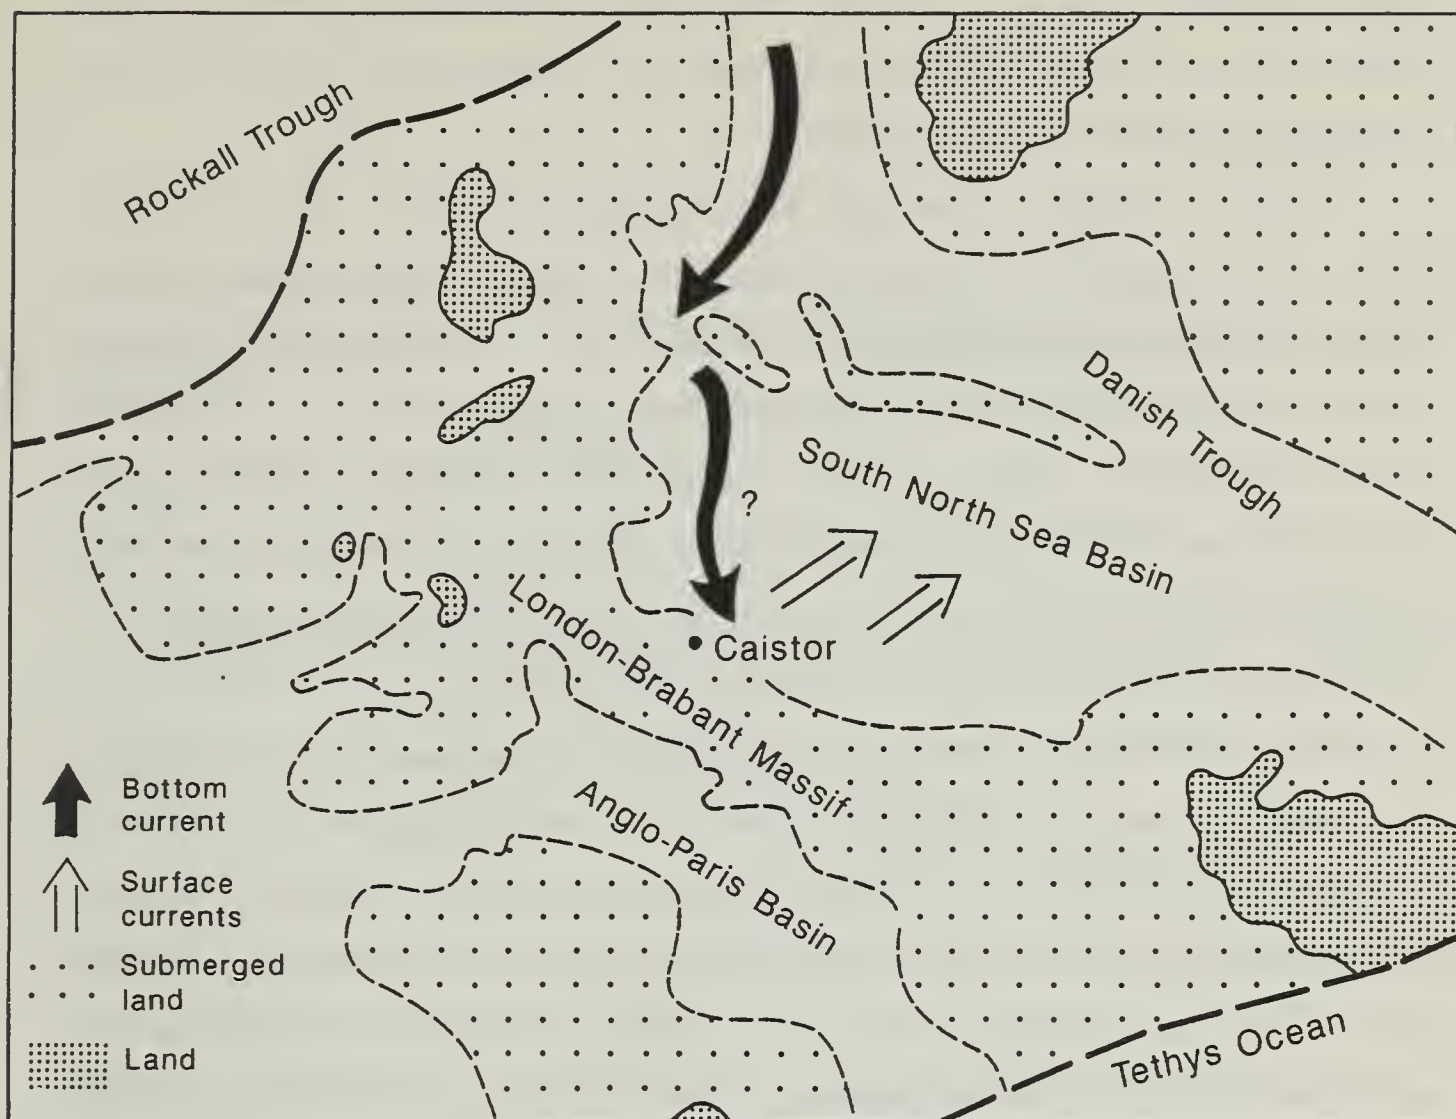 Rockall Trough
Danish Trough
South North Sea Basin
?
London-Brabant Massif
Caistor
Anglo-Paris Basin
Tethys Ocean
Bottom
current
Surface
currents
Submerged
land
Land